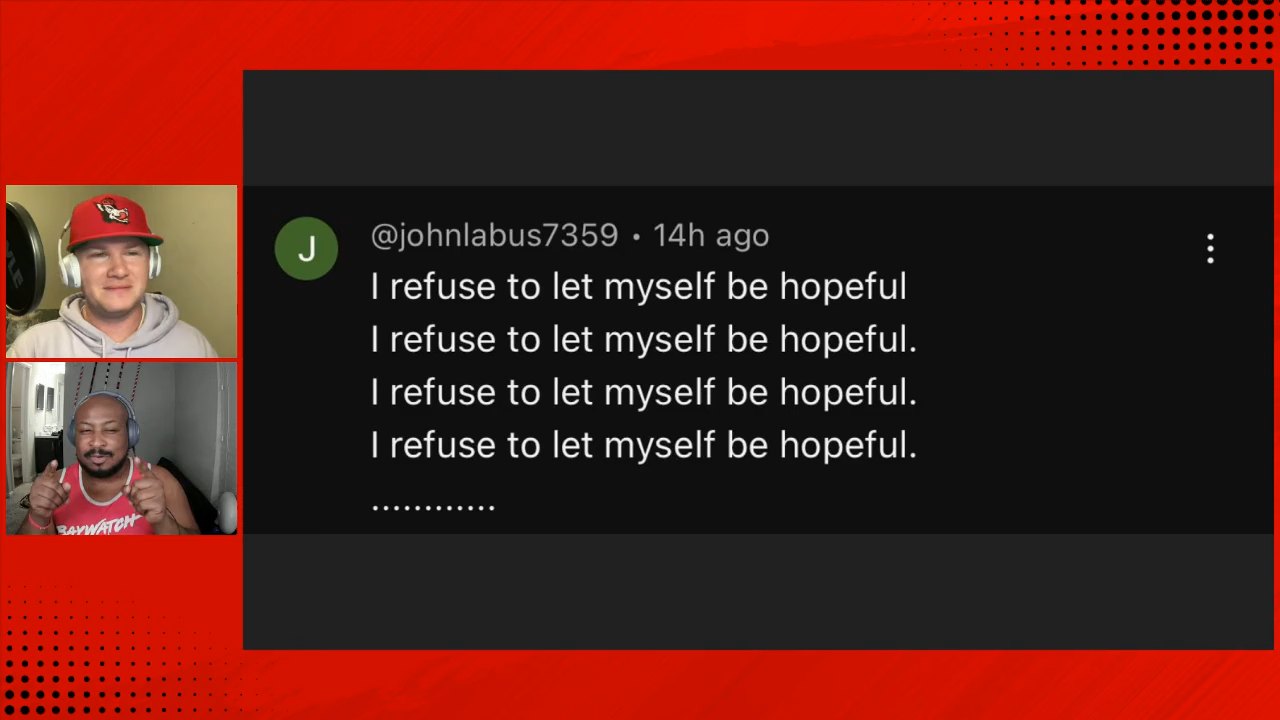 J
@johnlabus7359 • 14h ago
I refuse to let myself be hopeful
I refuse to let myself be hopeful.
I refuse to let myself be hopeful.
I refuse to let myself be hopeful.
............
BAYWATCH